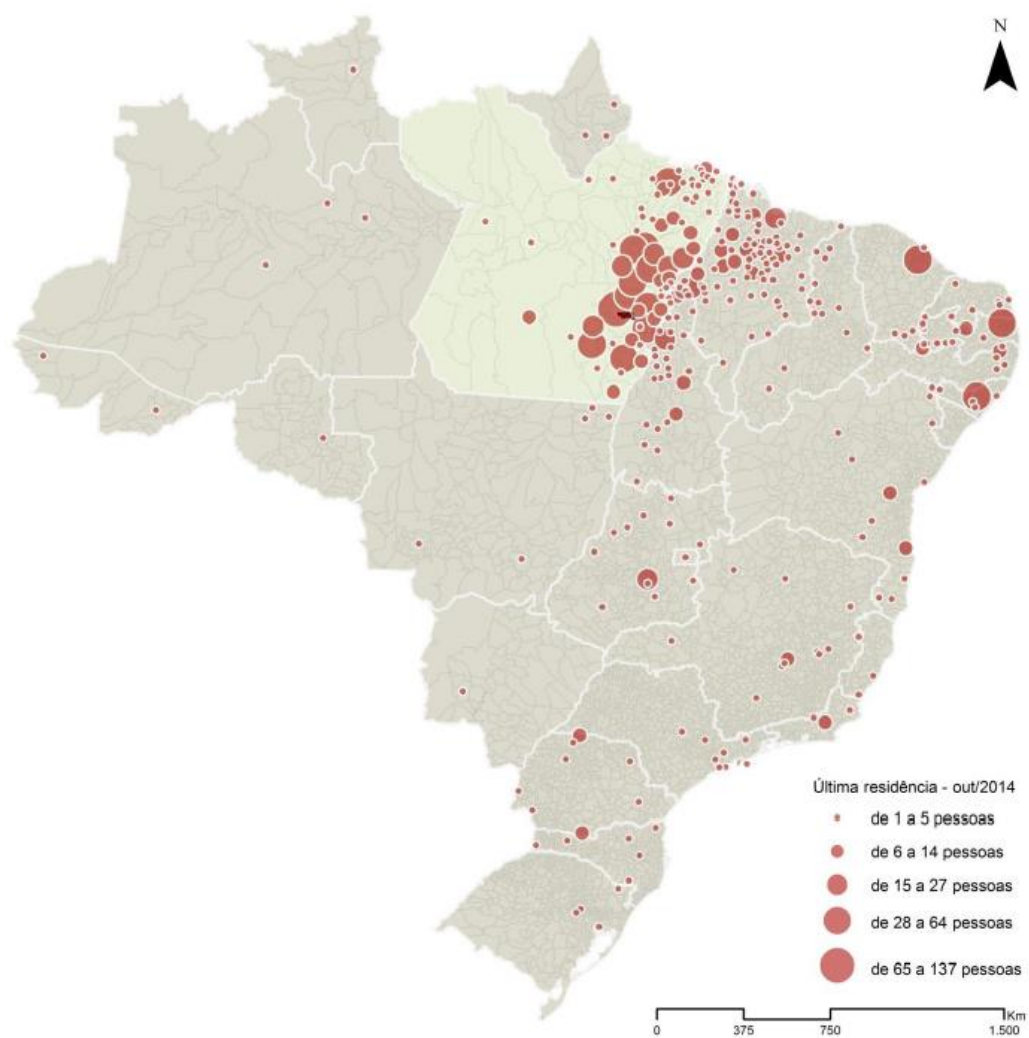 N
Última residência - out/2014
de 1 a 5 pessoas
de 6 a 14 pessoas
de 15 a 27 pessoas
de 28 a 64 pessoas
de 65 a 137 pessoas
Km
0 375 750 1.500